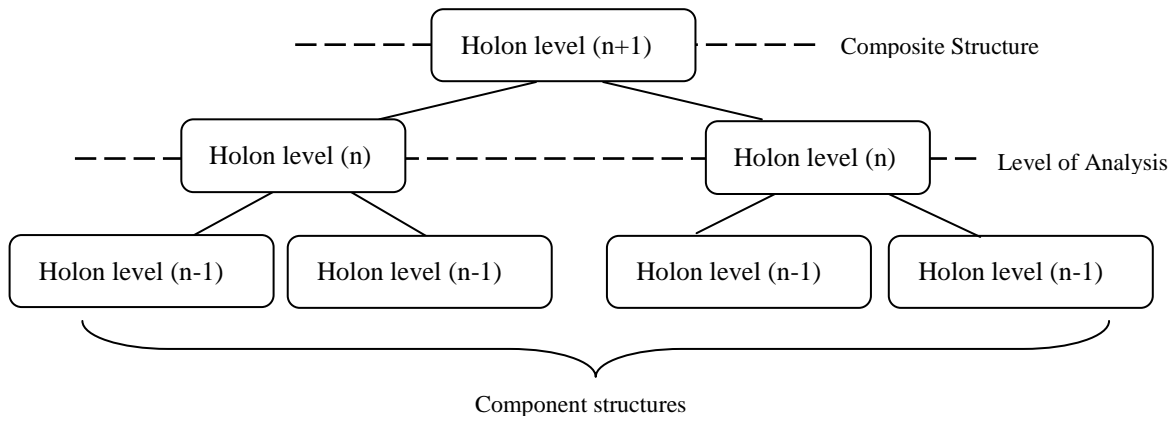 Holon level (n+1)
Composite Structure
Holon level (n)
Holon level (n)
Level of Analysis
Holon level (n-1)
Holon level (n-1)
Holon level (n-1)
Holon level (n-1)
Component structures